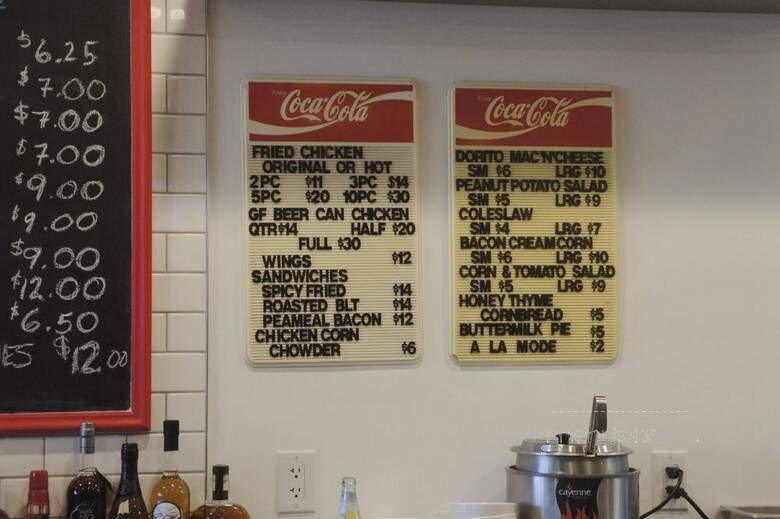 $6.25
$7.00
$7.00
$7.00
$9.00
$9.00
$9.00
$12.00
$6.50
IES $12.00
Enjoy
Coca-Cola
FRIED CHICKEN
ORIGINAL OR HOT
2PC $11 3PC $14
5PC $20 10PC $30
GF BEER CAN CHICKEN
QTR $14 HALF $20
FULL $30
WINGS $12
SANDWICHES
SPICY FRIED $14
ROASTED BLT $14
PEAMEAL BACON $12
CHICKEN CORN
CHOWDER $6
Enjoy
Coca-Cola
DORITO MAC'N'CHEESE
SM $6 LRG $10
PEANUT POTATO SALAD
SM $5 LRG $9
COLESLAW
SM $4 LRG $7
BACON CREAM CORN
SM $6 LRG $10
CORN & TOMATO SALAD
SM $5 LRG $9
HONEY THYME
CORNBREAD $5
BUTTERMILK PIE $5
A LA MODE $2
cayenne